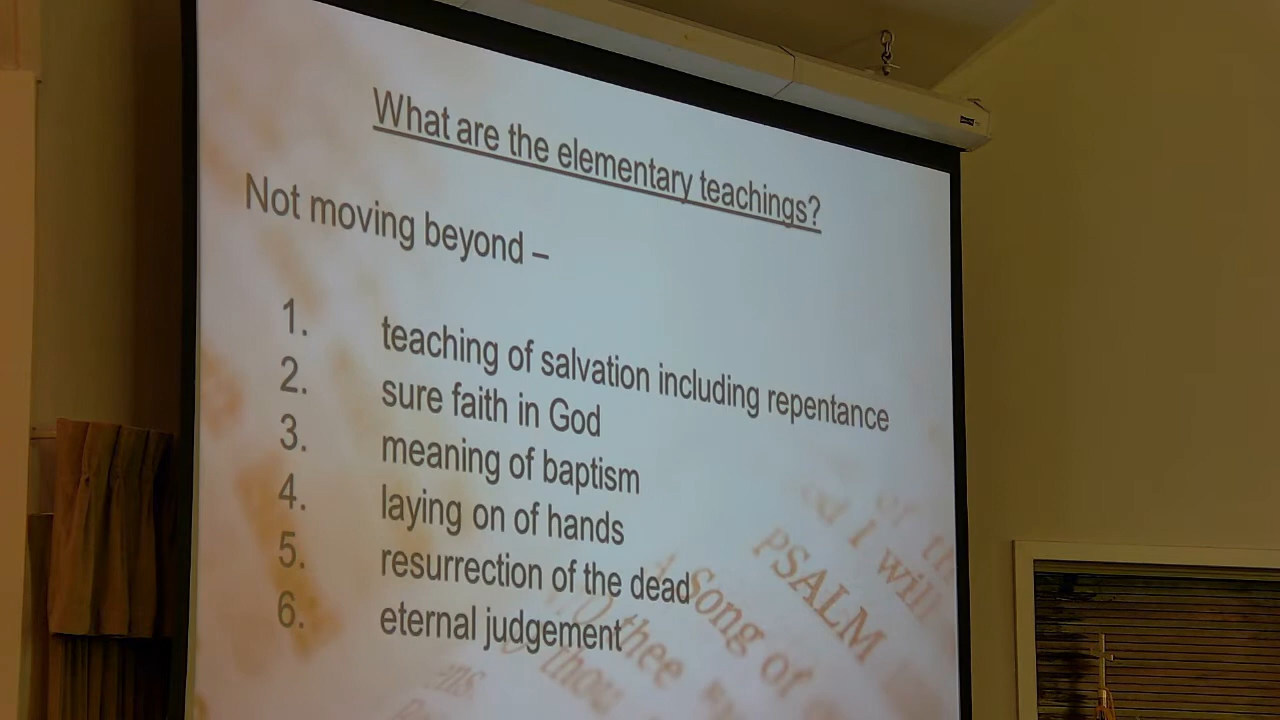 What are the elementary teachings?
Not moving beyond –
1. teaching of salvation including repentance
2. sure faith in God
3. meaning of baptism
4. laying on of hands
5. resurrection of the dead
6. eternal judgement
of
I will
PSALM
Song of
O thee
thou